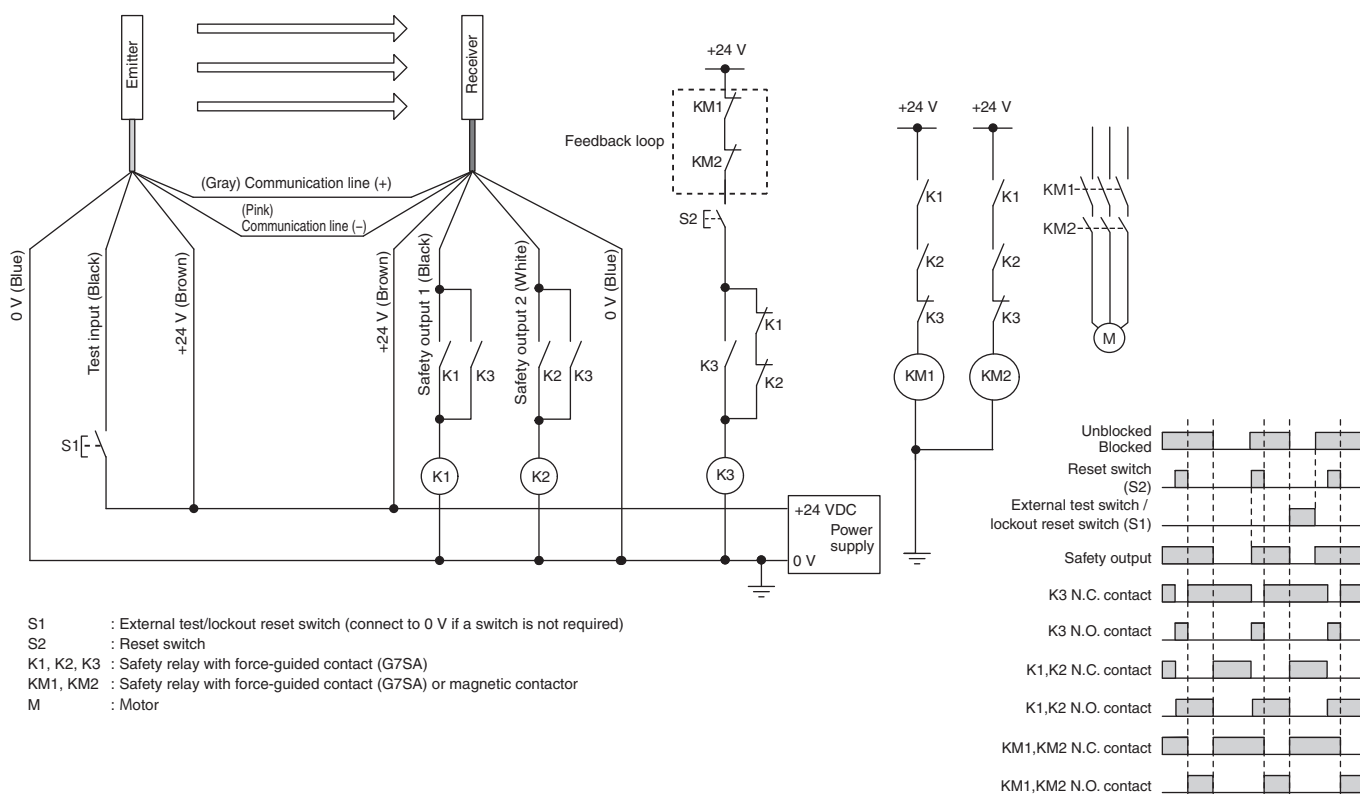 Emitter
Receiver
(Gray) Communication line (+)
(Pink)
Communication line (−)
0 V (Blue)
Test input (Black)
+24 V (Brown)
+24 V (Brown)
Safety output 1 (Black)
Safety output 2 (White)
0 V (Blue)
K1
K3
K2
K3
S1
K1
K2
K3
+24 VDC
Power
supply
0 V
+24 V
KM1
Feedback loop
KM2
S2
K1
K3
K2
+24 V
+24 V
K1
K1
K2
K2
K3
K3
KM1
KM2
KM1
KM2
M
Unblocked
Blocked
Reset switch
(S2)
External test switch /
lockout reset switch (S1)
Safety output
K3 N.C. contact
K3 N.O. contact
K1,K2 N.C. contact
K1,K2 N.O. contact
KM1,KM2 N.C. contact
KM1,KM2 N.O. contact
S1 : External test/lockout reset switch (connect to 0 V if a switch is not required)
S2 : Reset switch
K1, K2, K3 : Safety relay with force-guided contact (G7SA)
KM1, KM2 : Safety relay with force-guided contact (G7SA) or magnetic contactor
M : Motor